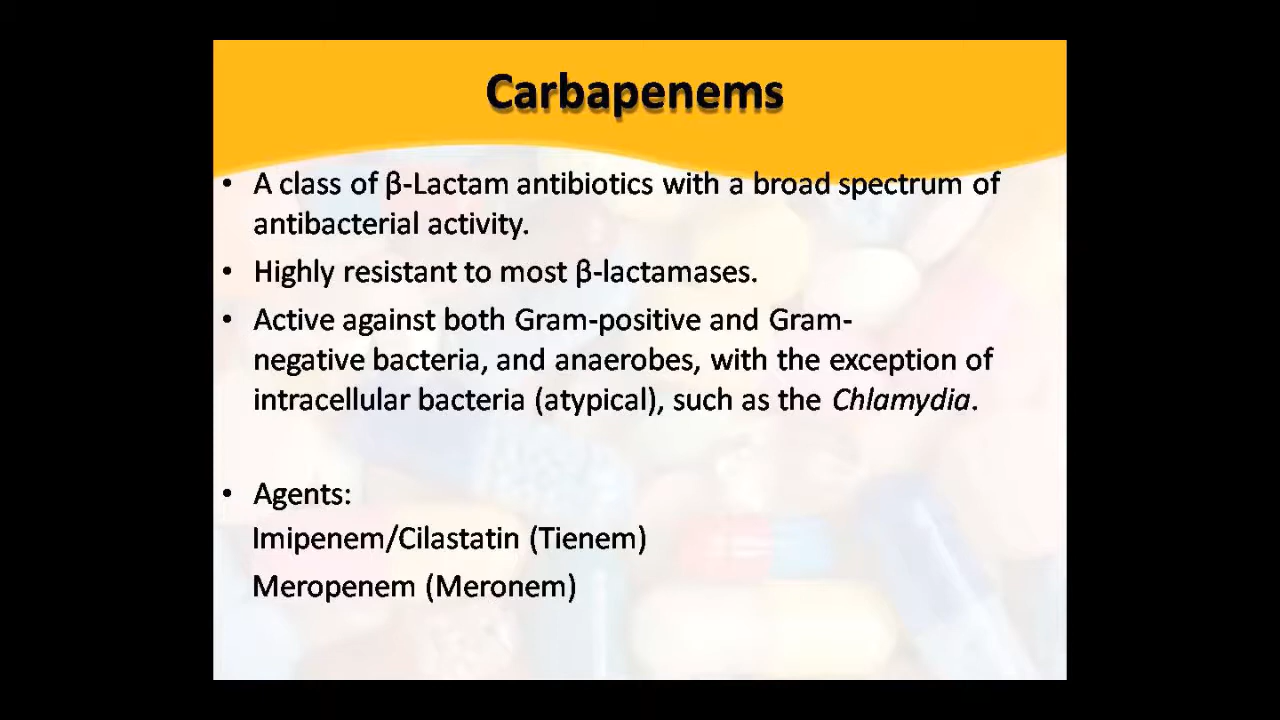 Carbapenems
• A class of β-Lactam antibiotics with a broad spectrum of
antibacterial activity.
• Highly resistant to most β-lactamases.
• Active against both Gram-positive and Gram-
negative bacteria, and anaerobes, with the exception of
intracellular bacteria (atypical), such as the Chlamydia.
• Agents:
Imipenem/Cilastatin (Tienem)
Meropenem (Meronem)